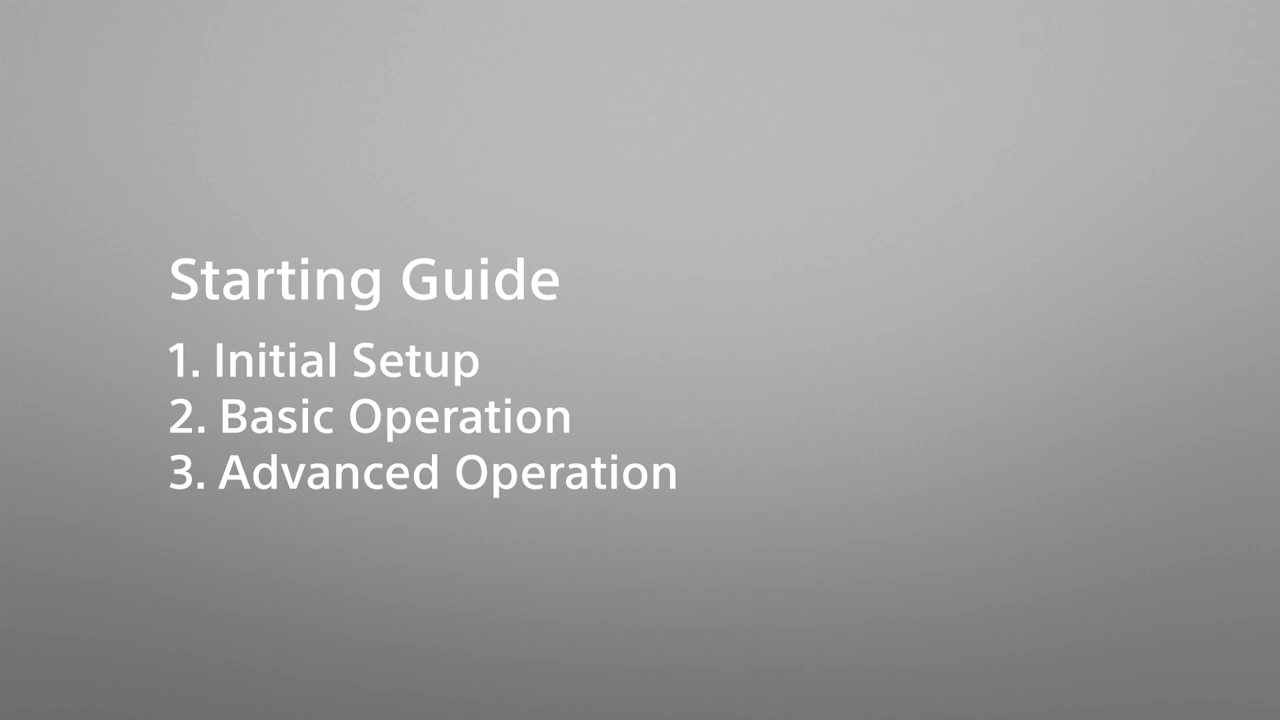 Starting Guide
1. Initial Setup
2. Basic Operation
3. Advanced Operation